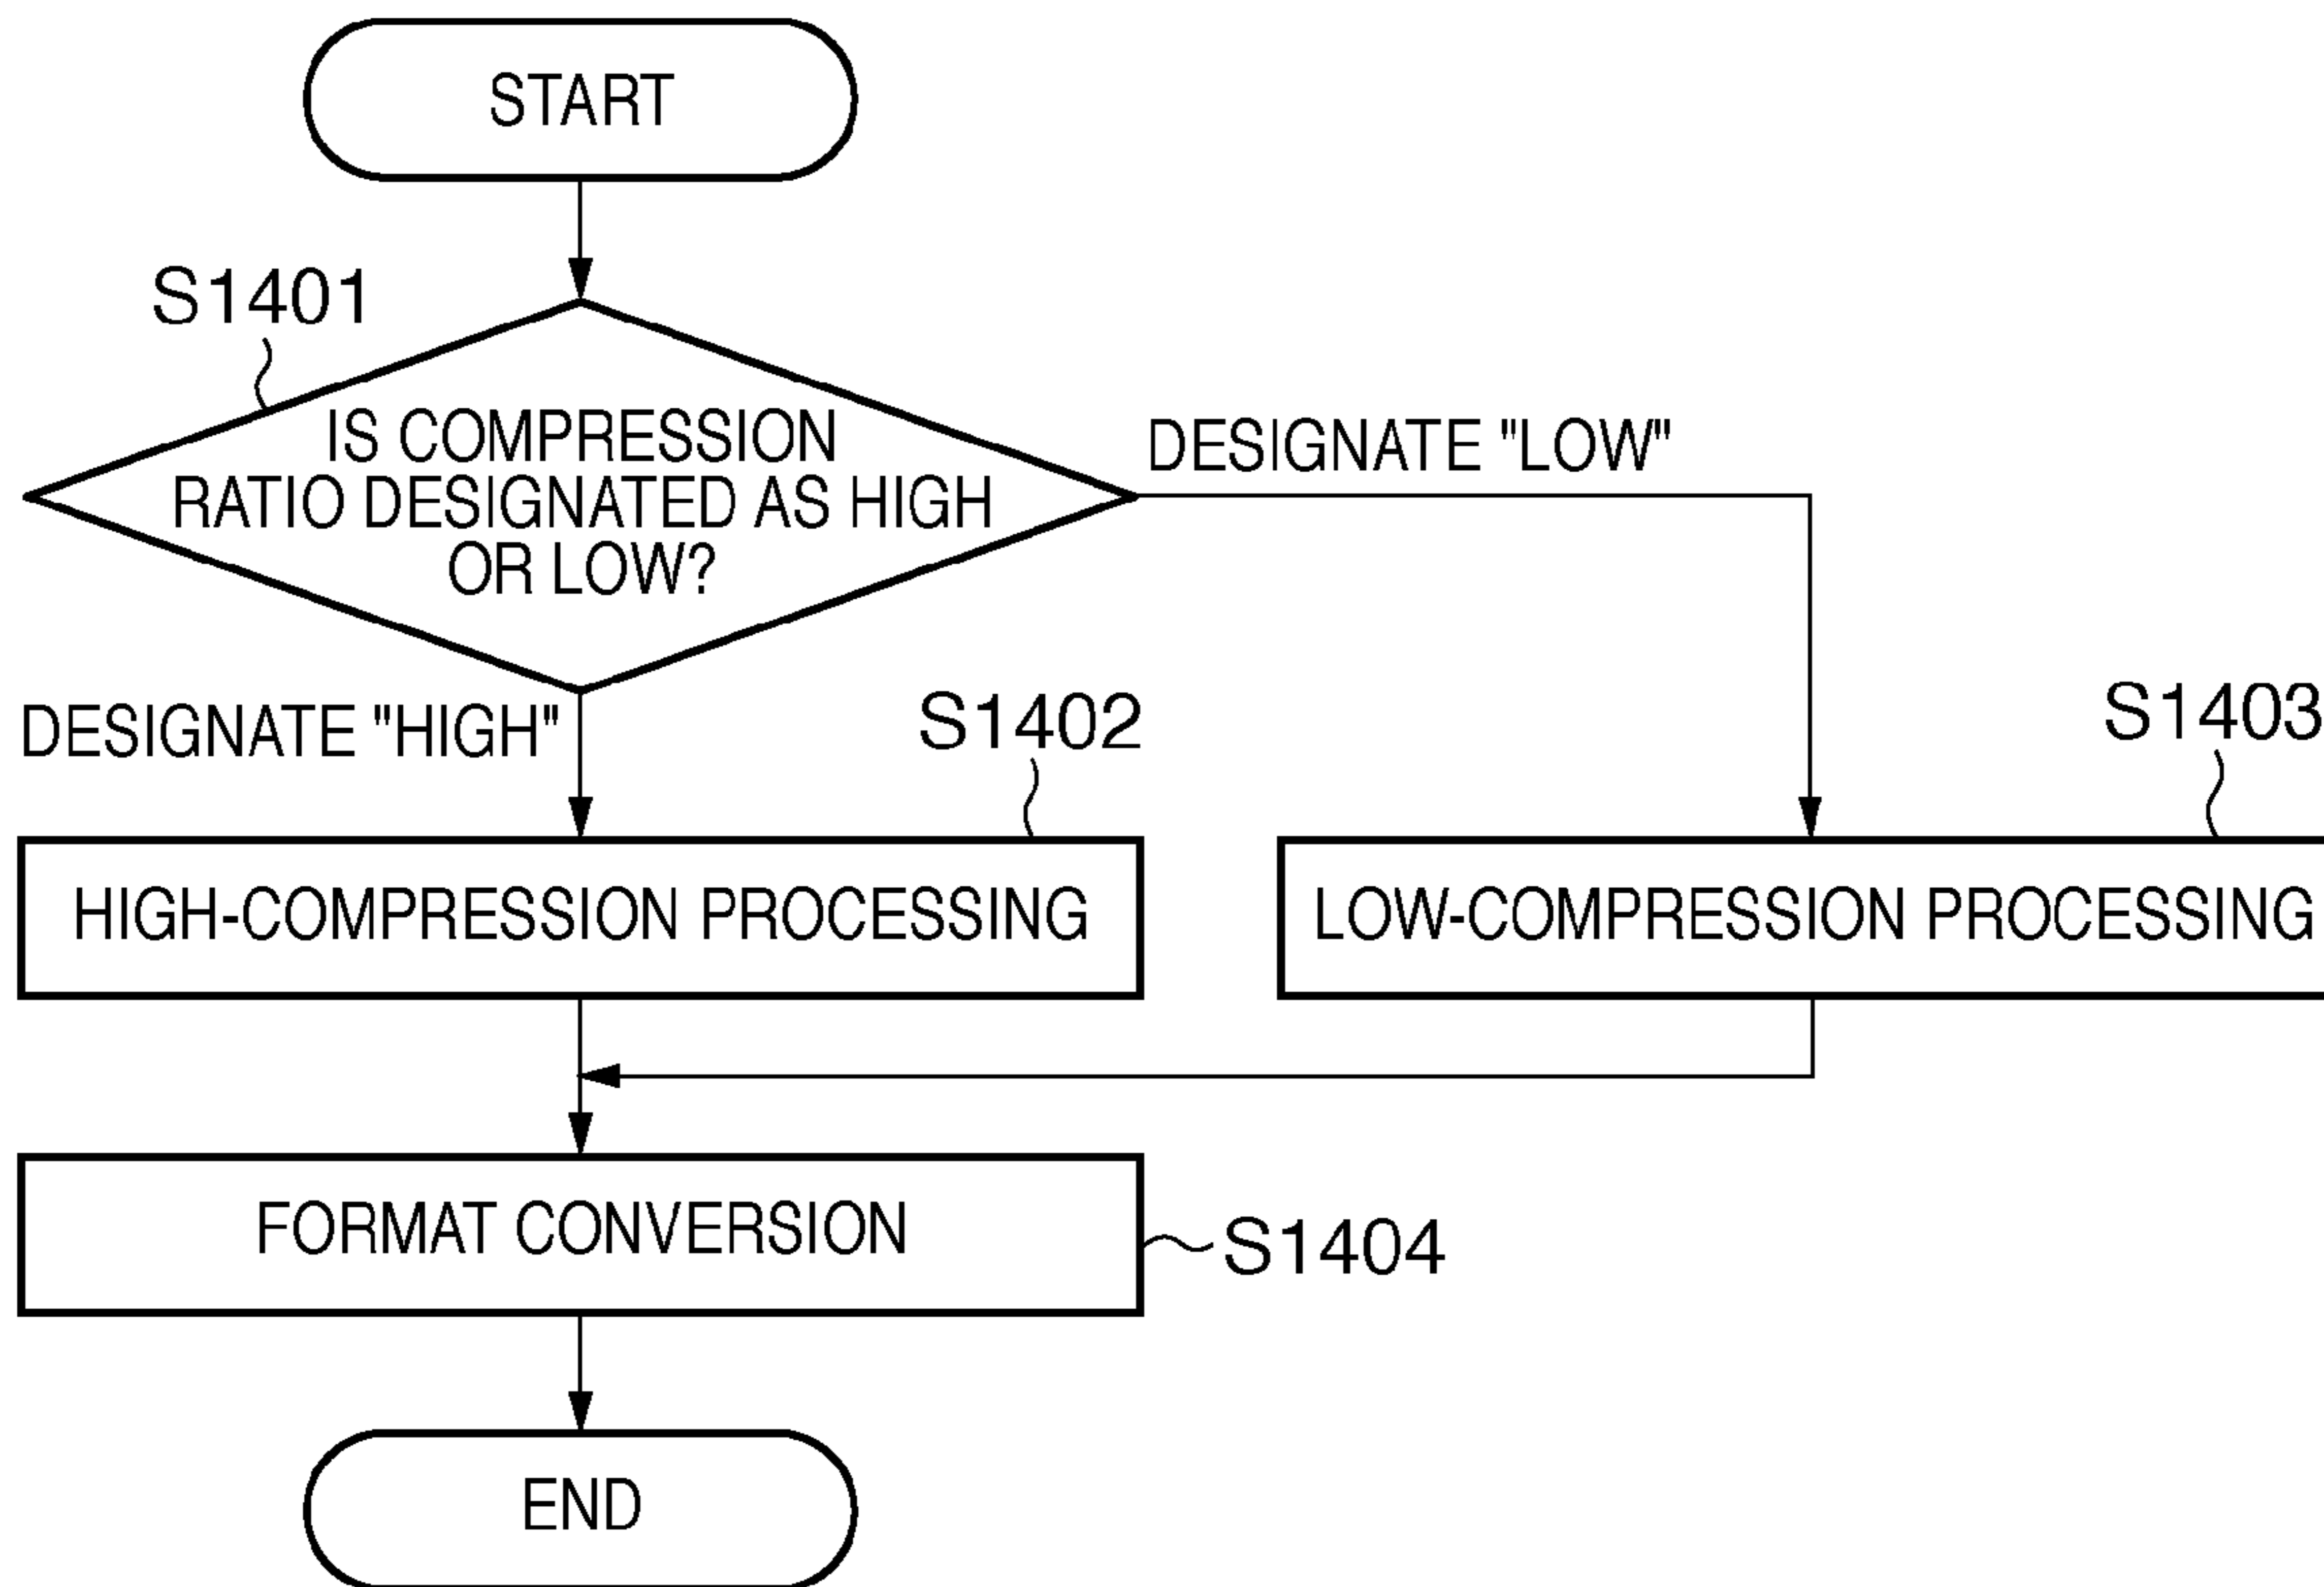 START
S1401
IS COMPRESSION
RATIO DESIGNATED AS HIGH
OR LOW?
DESIGNATE "LOW"
DESIGNATE "HIGH"
S1402
S1403
HIGH-COMPRESSION PROCESSING
LOW-COMPRESSION PROCESSING
FORMAT CONVERSION
S1404
END